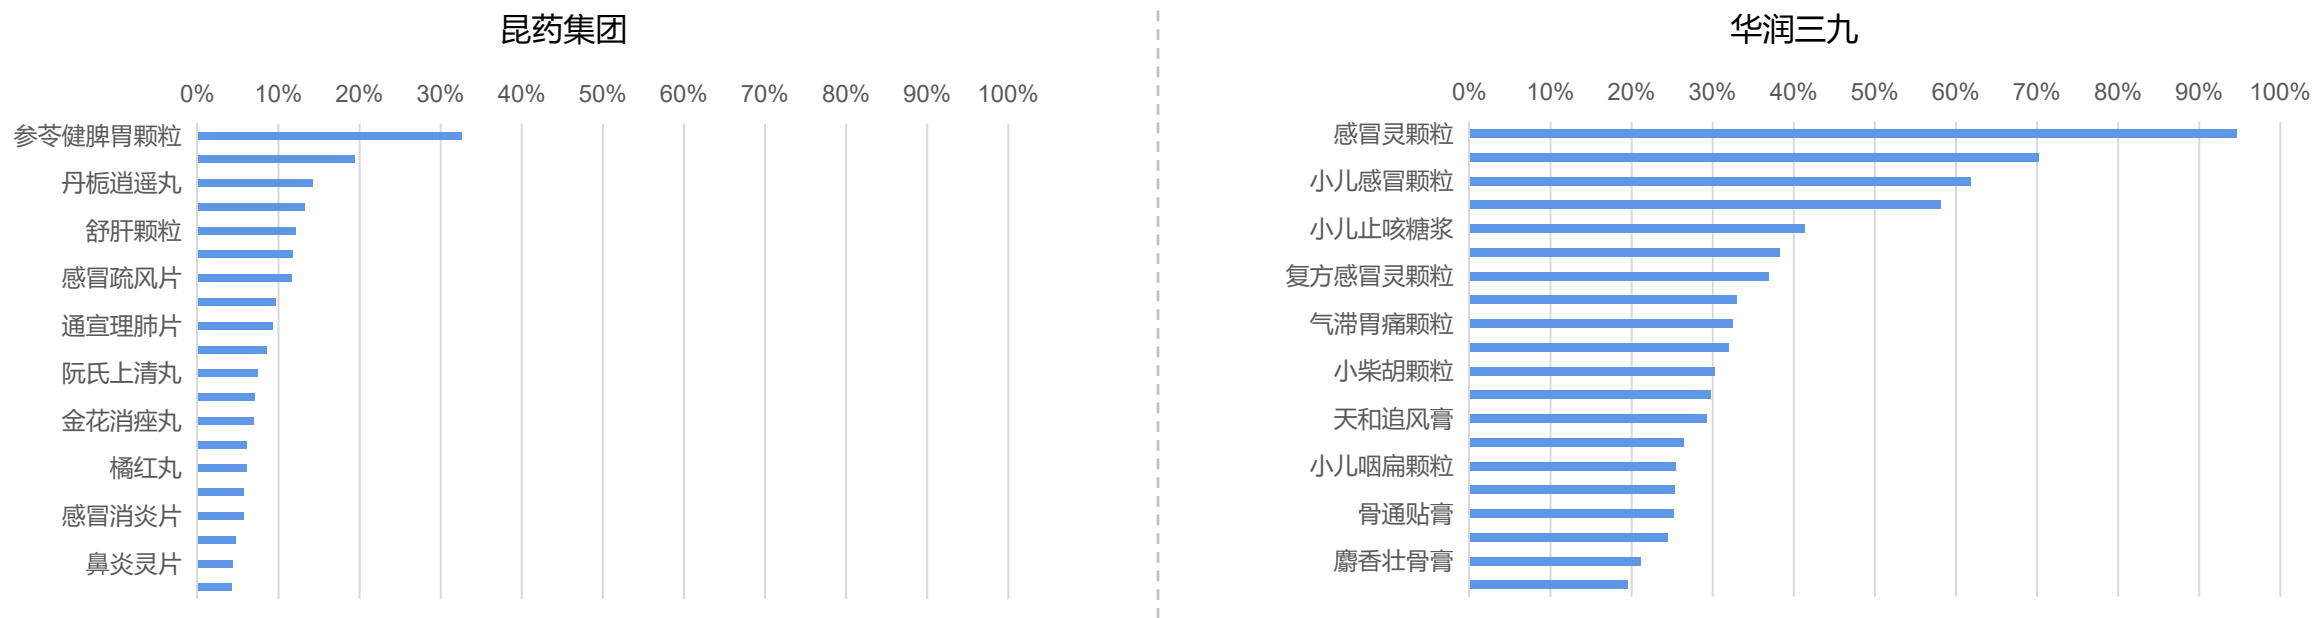 昆药集团
0% 10% 20% 30% 40% 50% 60% 70% 80% 90% 100%
参苓健脾胃颗粒
丹栀逍遥丸
舒肝颗粒
感冒疏风片
通宣理肺片
阮氏上清丸
金花消痤丸
橘红丸
感冒消炎片
鼻炎灵片
华润三九
0% 10% 20% 30% 40% 50% 60% 70% 80% 90% 100%
感冒灵颗粒
小儿感冒颗粒
小儿止咳糖浆
复方感冒灵颗粒
气滞胃痛颗粒
小柴胡颗粒
天和追风膏
小儿咽扁颗粒
骨通贴膏
麝香壮骨膏